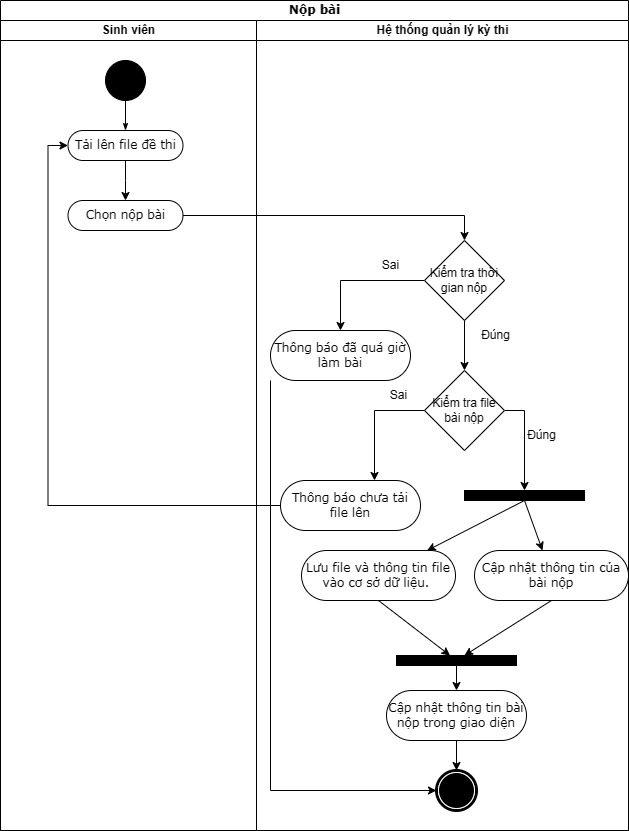 Nộp bài
Sinh viên
Hệ thống quản lý kỳ thi
Tải lên file đề thi
Chọn nộp bài
Kiểm tra thời
gian nộp
Sai
Đúng
Thông báo đã quá giờ
làm bài
Kiểm tra file
bài nộp
Sai
Đúng
Thông báo chưa tải
file lên
Lưu file và thông tin file
vào cơ sở dữ liệu.
Cập nhật thông tin của
bài nộp
Cập nhật thông tin bài
nộp trong giao diện